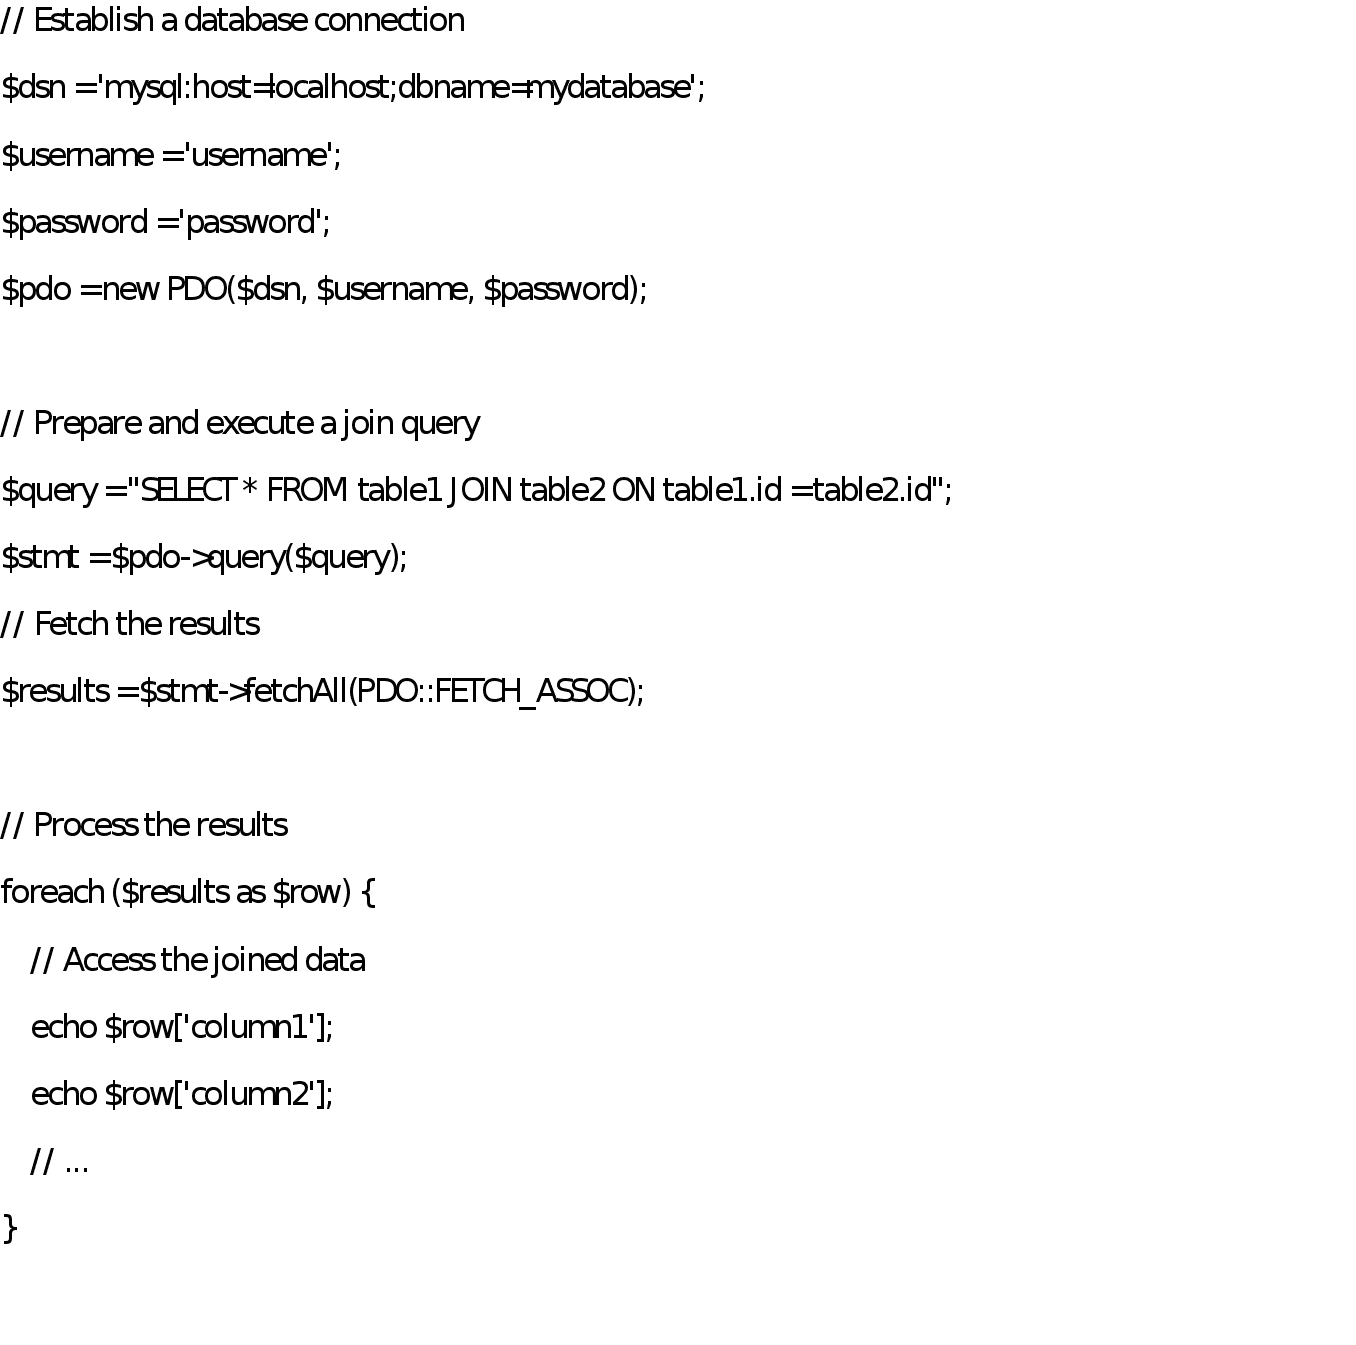 // Establish a database connection
$dsn = 'mysql:host=localhost;dbname=mydatabase';
$username = 'username';
$password = 'password';
$pdo = new PDO($dsn, $username, $password);

// Prepare and execute a join query
$query = "SELECT * FROM table1 JOIN table2 ON table1.id = table2.id";
$stmt = $pdo->query($query);
// Fetch the results
$results = $stmt->fetchAll(PDO::FETCH_ASSOC);

// Process the results
foreach ($results as $row) {
    // Access the joined data
    echo $row['column1'];
    echo $row['column2'];
    // ...
}